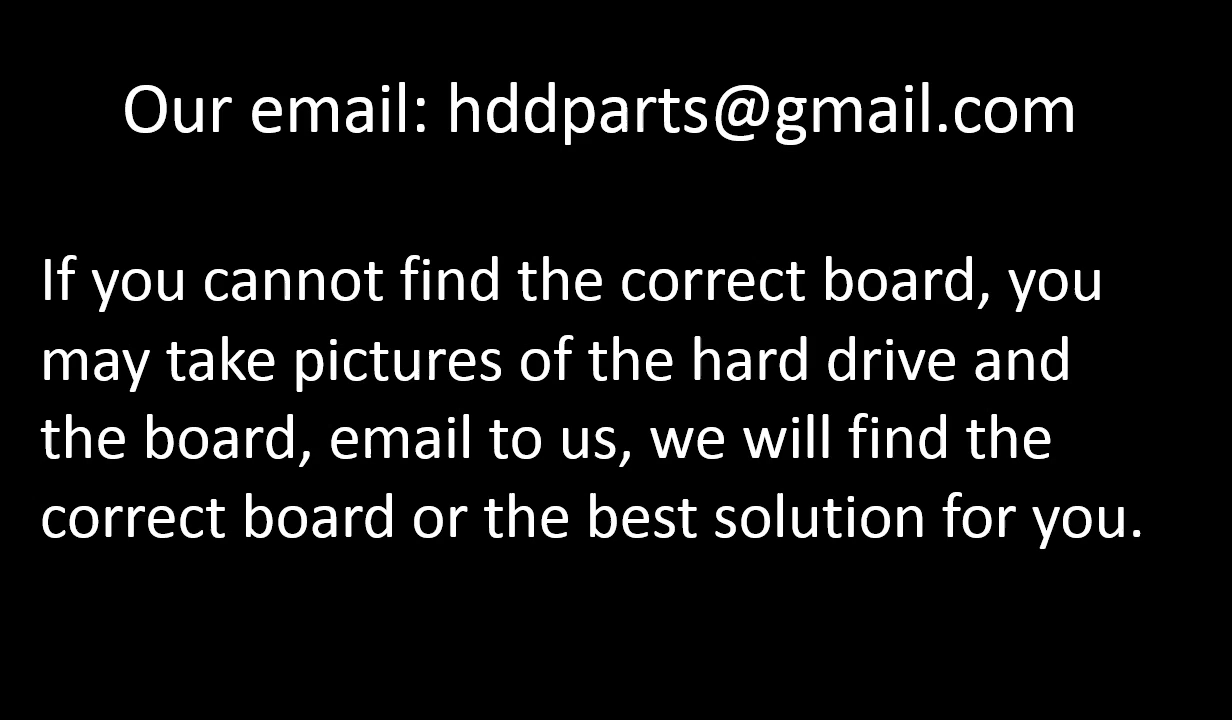 Our email: hddparts@gmail.com
If you cannot find the correct board, you
may take pictures of the hard drive and
the board, email to us, we will find the
correct board or the best solution for you.